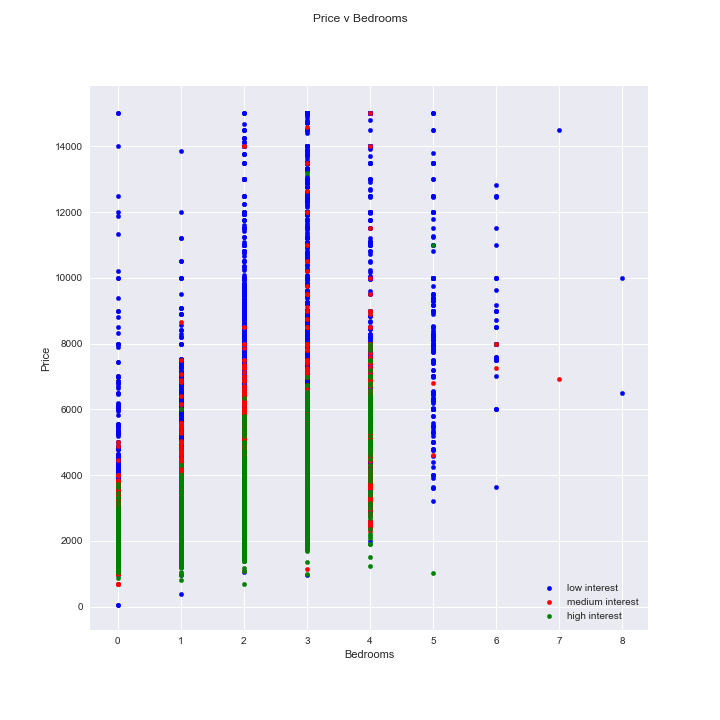 Price v Bedrooms
Price
14000
12000
10000
8000
6000
4000
2000
0
low interest
medium interest
high interest
0 1 2 3 4 5 6 7 8
Bedrooms